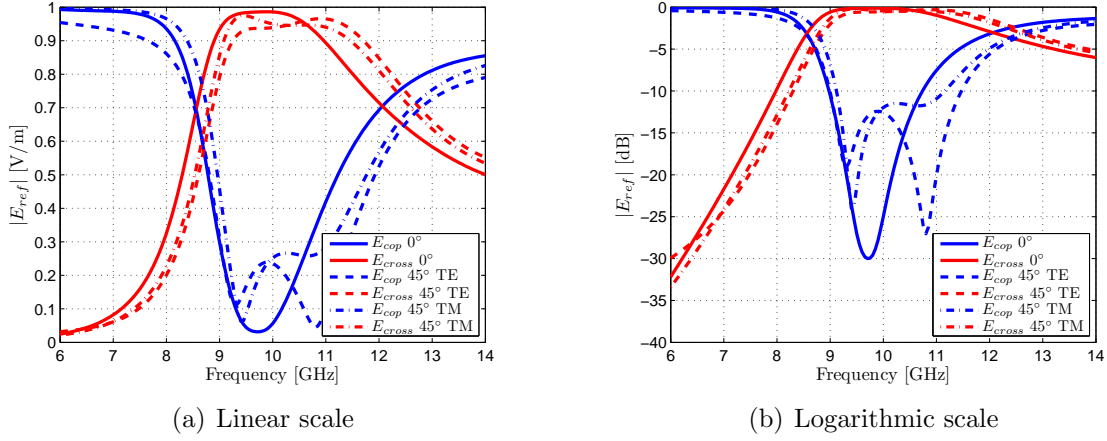 1
0.9
0.8
0.7
0.6
0.5
0.4
0.3
0.2
0.1
0
|E_ref| [V/m]
6 7 8 9 10 11 12 13 14
Frequency [GHz]
E_cop 0°
E_cross 0°
E_cop 45° TE
E_cross 45° TE
E_cop 45° TM
E_cross 45° TM
(a) Linear scale
0
−5
−10
−15
−20
−25
−30
−35
−40
|E_ref| [dB]
6 7 8 9 10 11 12 13 14
Frequency [GHz]
E_cop 0°
E_cross 0°
E_cop 45° TE
E_cross 45° TE
E_cop 45° TM
E_cross 45° TM
(b) Logarithmic scale